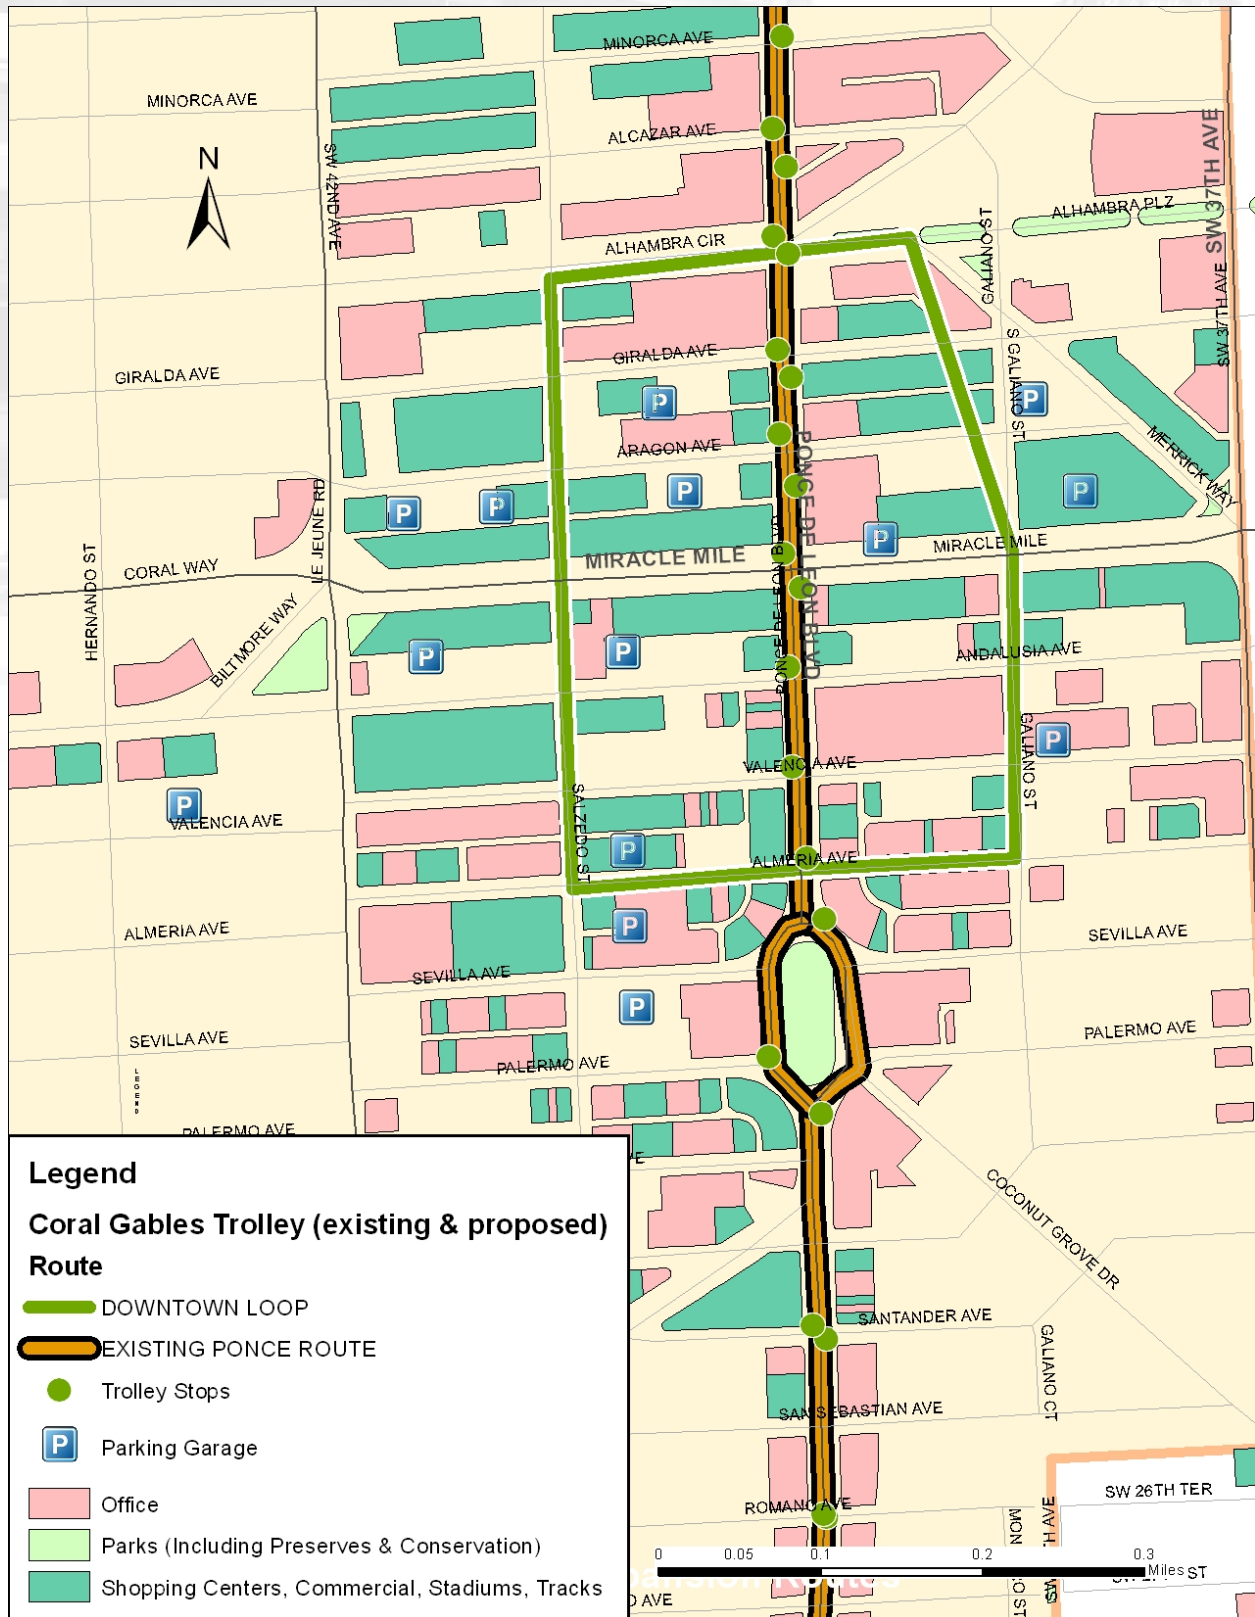 MINORCA AVE
MINORCA AVE
ALCAZAR AVE
N
SW 42ND AVE
SW 37TH AVE
ALHAMBRA PLZ
GALIANO ST
ALHAMBRA CIR
SW 37TH AVE
S GALIANO ST
GIRALDA AVE
GIRALDA AVE
P
P
ARAGON AVE
PONCE DE LEON BLVD
MERRICK WAY
P
P
P
P
P
LE JEUNE RD
MIRACLE MILE
MIRACLE MILE
HERNANDO ST
CORAL WAY
BILTMORE WAY
P
P
ANDALUSIA AVE
GALIANO ST
P
VALENCIA AVE
P
VALENCIA AVE
SALZEDO ST
P
ALMERIA AVE
P
ALMERIA AVE
SEVILLA AVE
SEVILLA AVE
P
SEVILLA AVE
PALERMO AVE
PALERMO AVE
LEGEND
PALERMO AVE
COCONUT GROVE DR
SANTANDER AVE
GALIANO CT
SAN SEBASTIAN AVE
ROMANO AVE
SW 26TH TER
Legend
Coral Gables Trolley (existing & proposed)
Route
DOWNTOWN LOOP
EXISTING PONCE ROUTE
Trolley Stops
P Parking Garage
Office
Parks (Including Preserves & Conservation)
Shopping Centers, Commercial, Stadiums, Tracks
0 0.05 0.1 0.2 0.3
Miles